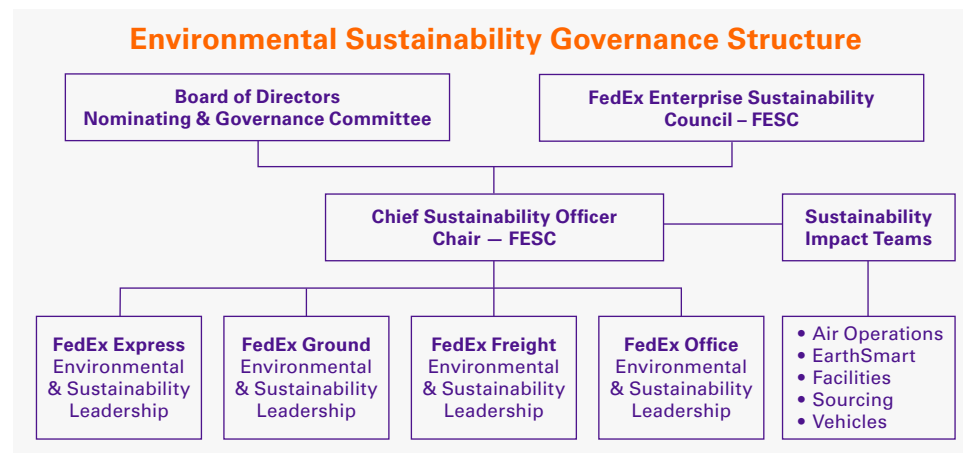 Environmental Sustainability Governance Structure
Board of Directors
Nominating & Governance Committee
FedEx Enterprise Sustainability
Council – FESC
Chief Sustainability Officer
Chair — FESC
Sustainability
Impact Teams
FedEx Express
Environmental
& Sustainability
Leadership
FedEx Ground
Environmental
& Sustainability
Leadership
FedEx Freight
Environmental
& Sustainability
Leadership
FedEx Office
Environmental
& Sustainability
Leadership
• Air Operations
• EarthSmart
• Facilities
• Sourcing
• Vehicles